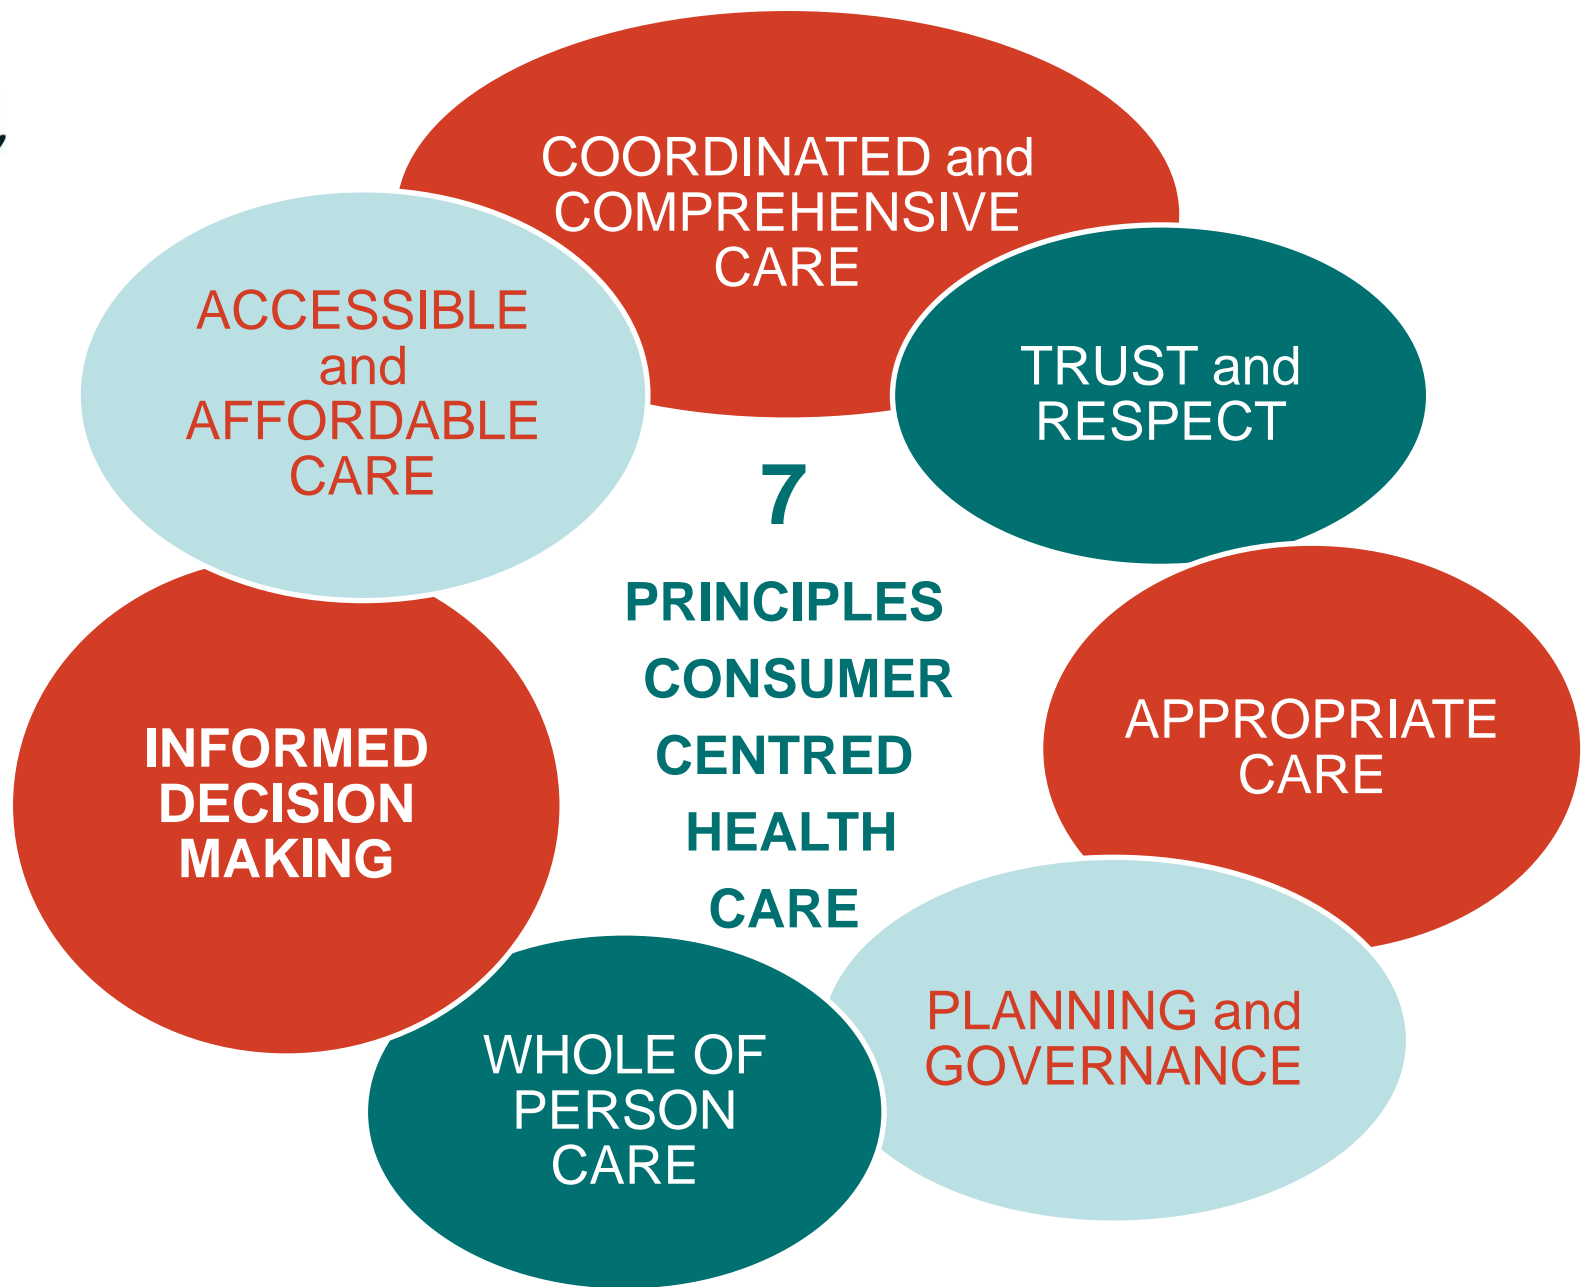 COORDINATED and
COMPREHENSIVE
CARE
TRUST and
RESPECT
APPROPRIATE
CARE
PLANNING and
GOVERNANCE
WHOLE OF
PERSON
CARE
INFORMED
DECISION
MAKING
ACCESSIBLE
and
AFFORDABLE
CARE
7
PRINCIPLES
CONSUMER
CENTRED
HEALTH
CARE